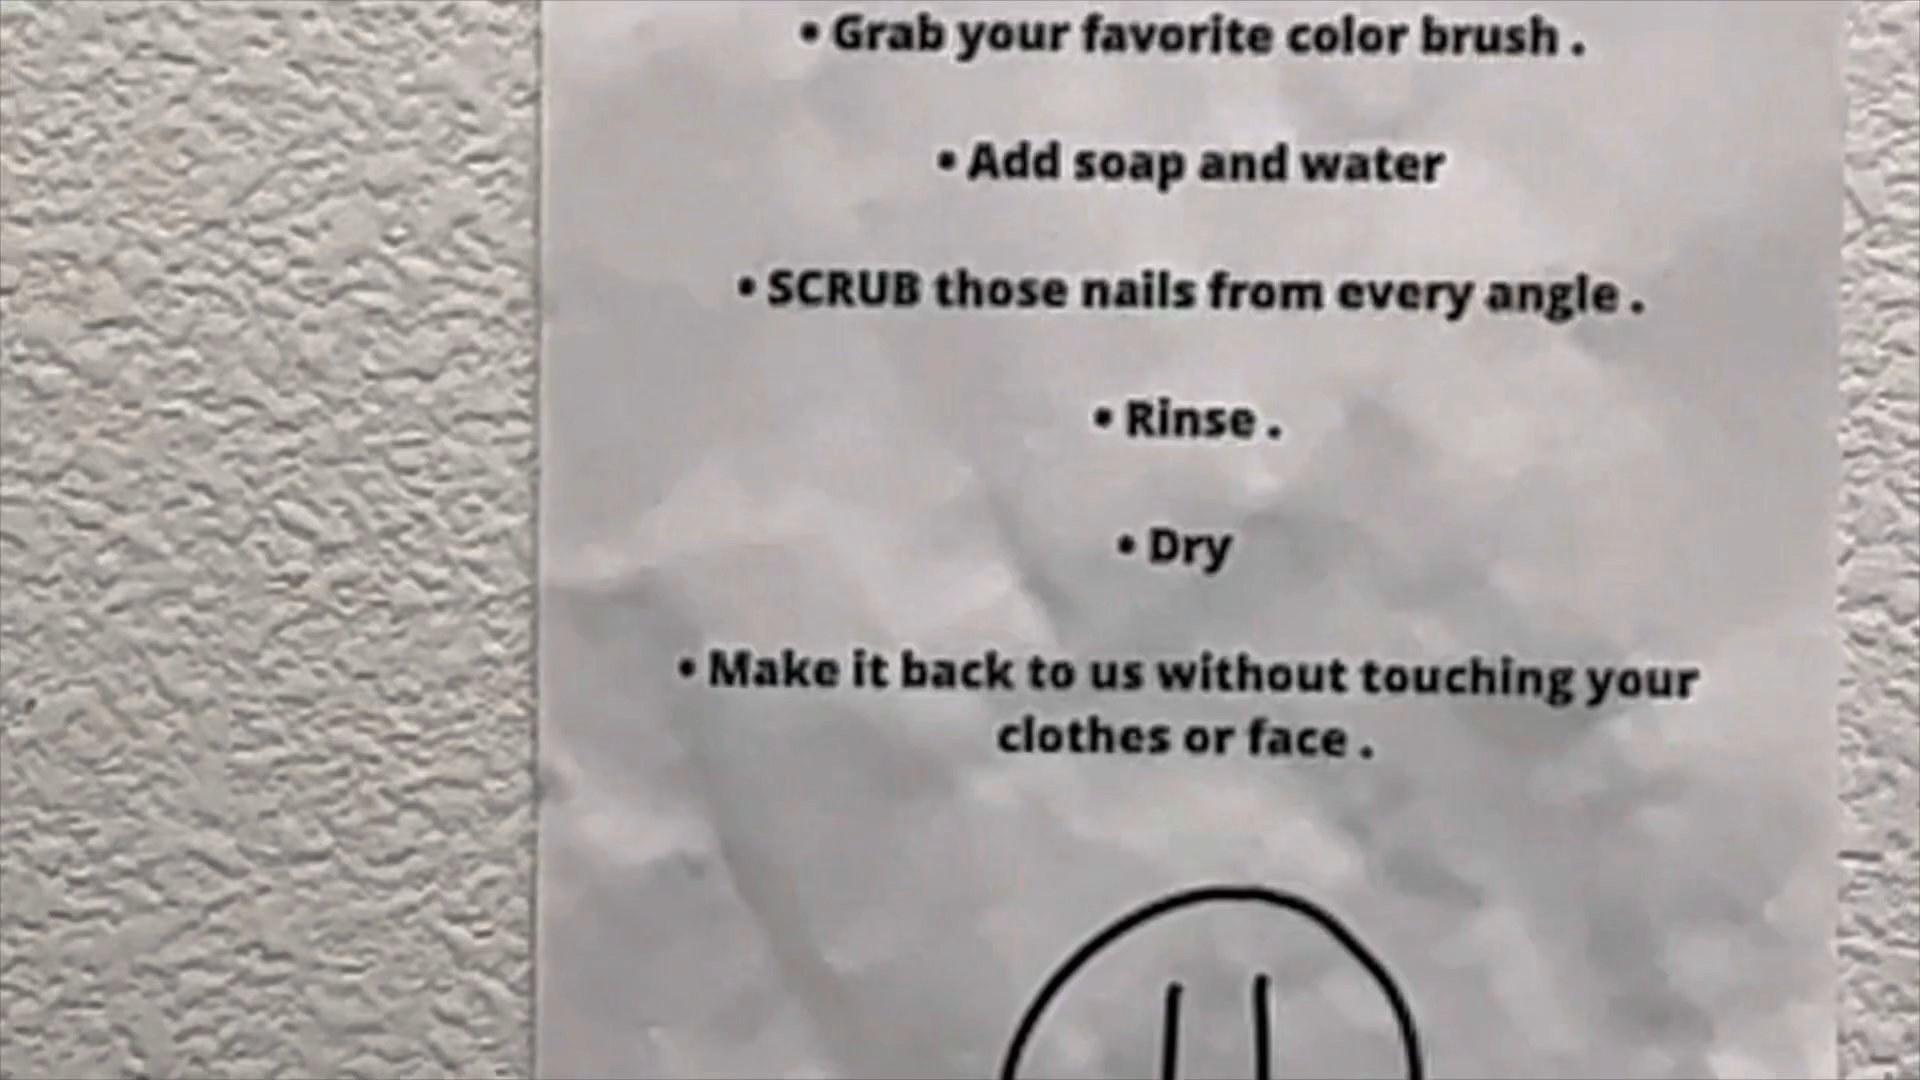 • Grab your favorite color brush .
• Add soap and water
• SCRUB those nails from every angle .
• Rinse .
• Dry
• Make it back to us without touching your
clothes or face .